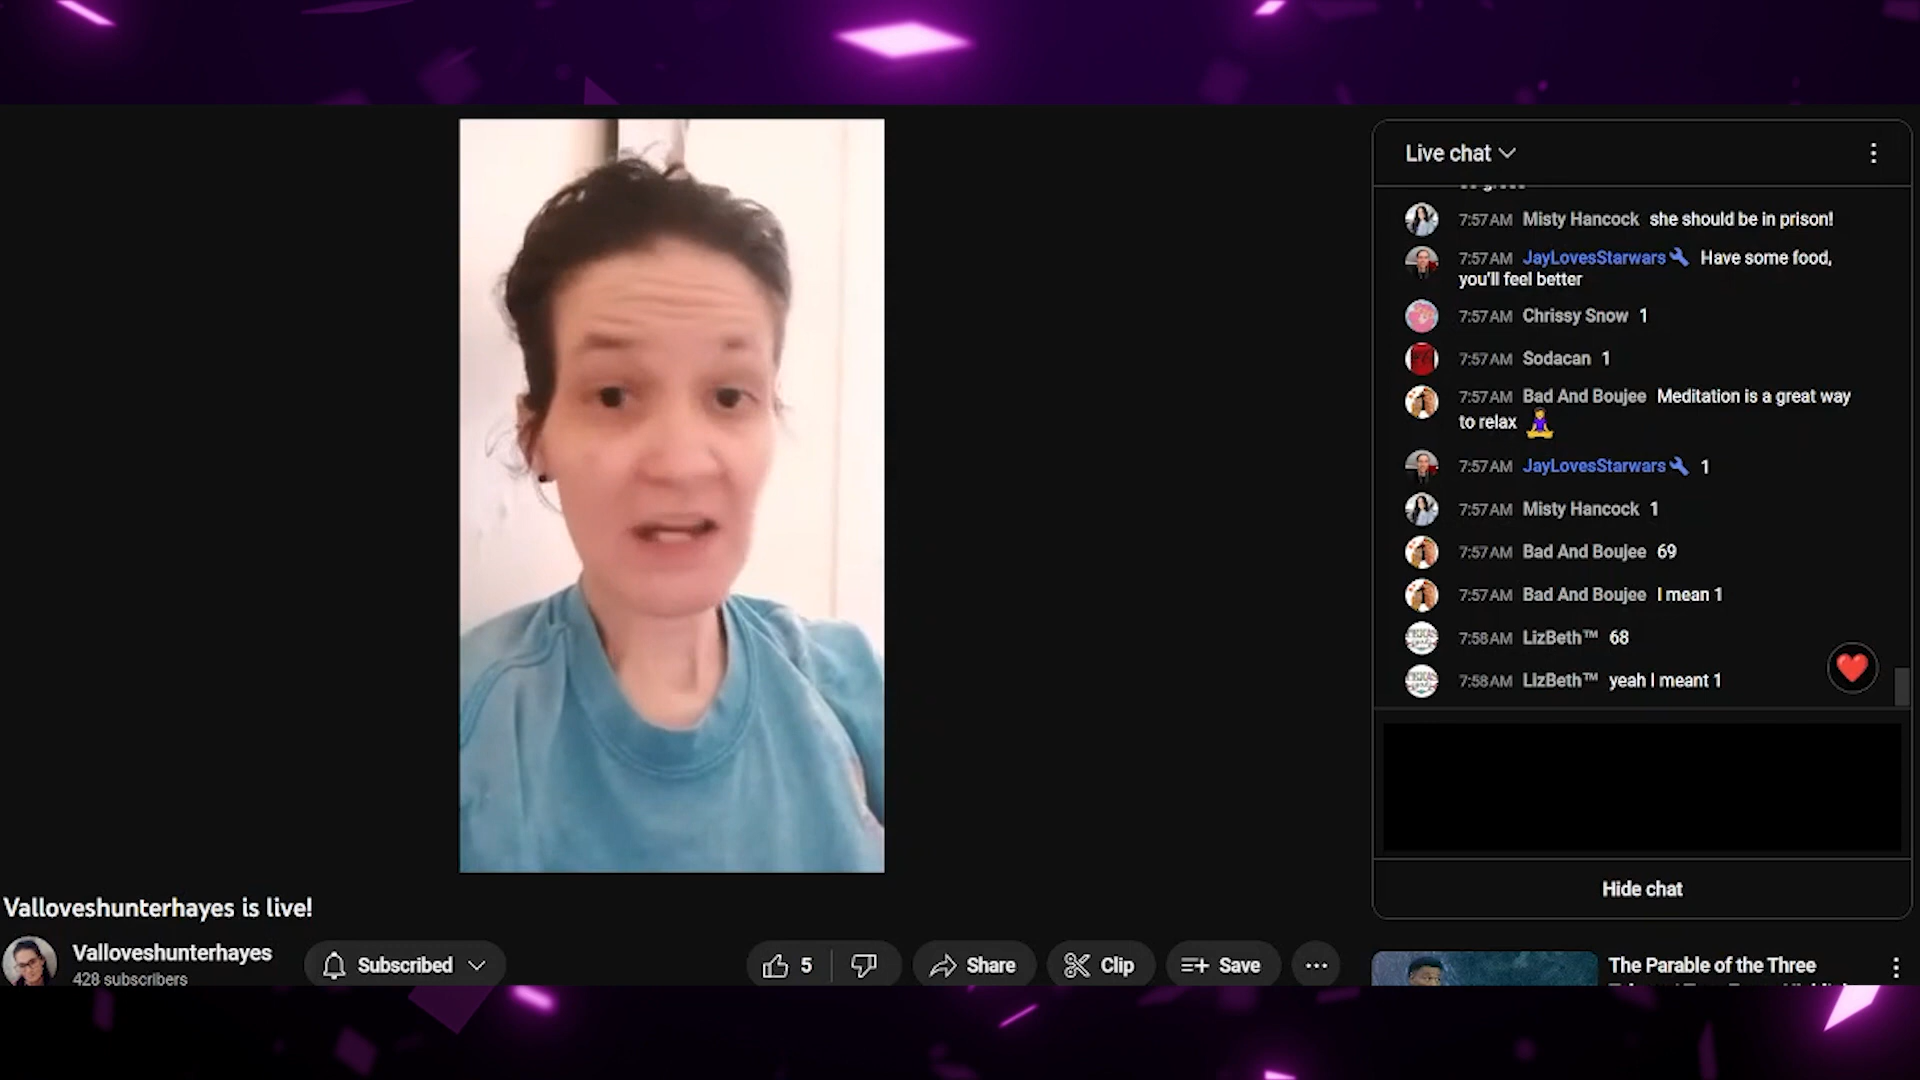 Live chat
7:57 AM Misty Hancock she should be in prison!
7:57 AM JayLovesStarwars Have some food,
you'll feel better
7:57 AM Chrissy Snow 1
7:57 AM Sodacan 1
7:57 AM Bad And Boujee Meditation is a great way
to relax
7:57 AM JayLovesStarwars 1
7:57 AM Misty Hancock 1
7:57 AM Bad And Boujee 69
7:57 AM Bad And Boujee I mean 1
7:58 AM LizBeth™ 68
7:58 AM LizBeth™ yeah I meant 1
Hide chat
Valloveshunterhayes is live!
Valloveshunterhayes
428 subscribers
Subscribed
5
Share
Clip
Save
The Parable of the Three